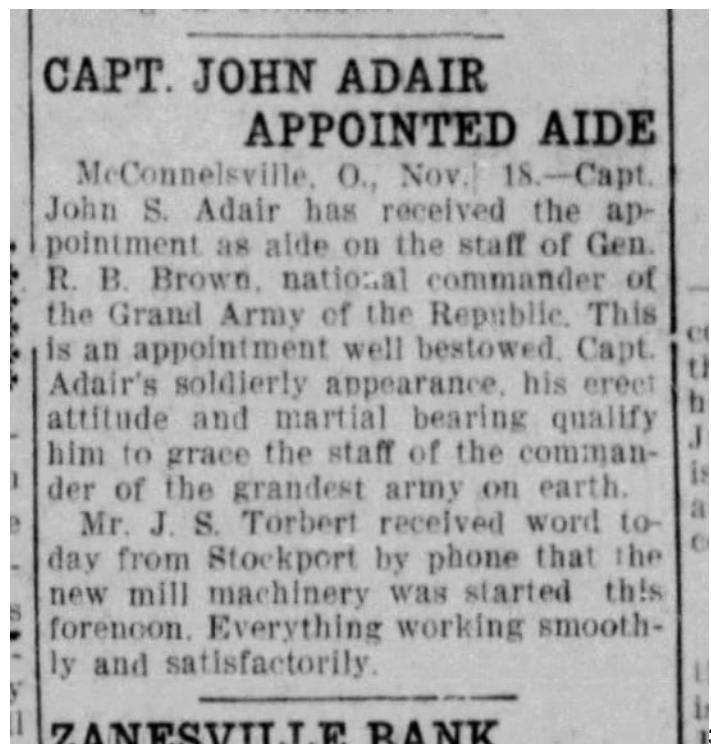 CAPT. JOHN ADAIR
APPOINTED AIDE
McConnelsville, O., Nov. 18.—Capt.
John S. Adair has received the ap-
pointment as aide on the staff of Gen.
R. B. Brown, national commander of
the Grand Army of the Republic. This
is an appointment well bestowed. Capt.
Adair's soldierly appearance, his erect
attitude and martial bearing qualify
him to grace the staff of the comman-
der of the grandest army on earth.
Mr. J. S. Torbert received word to-
day from Stockport by phone that the
new mill machinery was started this
forenoon. Everything working smooth-
ly and satisfactorily.
ZANESVILLE BANK